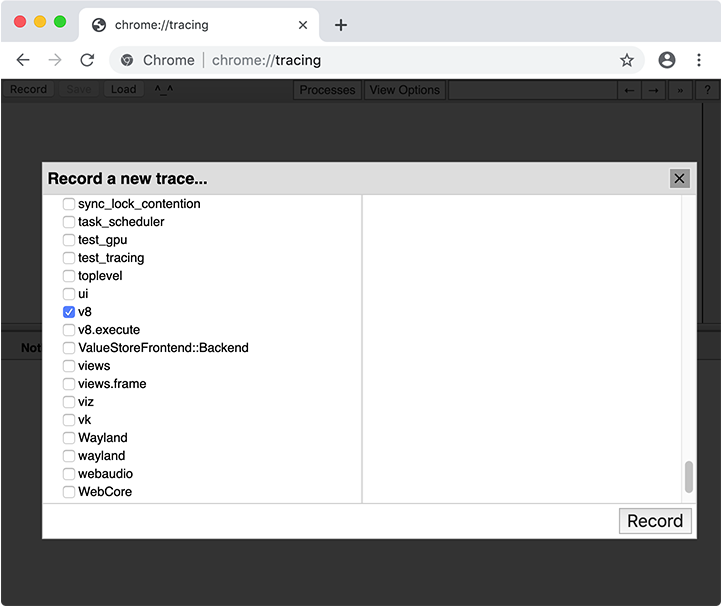 chrome://tracing
Chrome | chrome://tracing
Record Save Load ^_^ Processes View Options ← → » ?
Record a new trace...
sync_lock_contention
task_scheduler
test_gpu
test_tracing
toplevel
ui
v8
v8.execute
ValueStoreFrontend::Backend
views
views.frame
viz
vk
Wayland
wayland
webaudio
WebCore
Not
Record